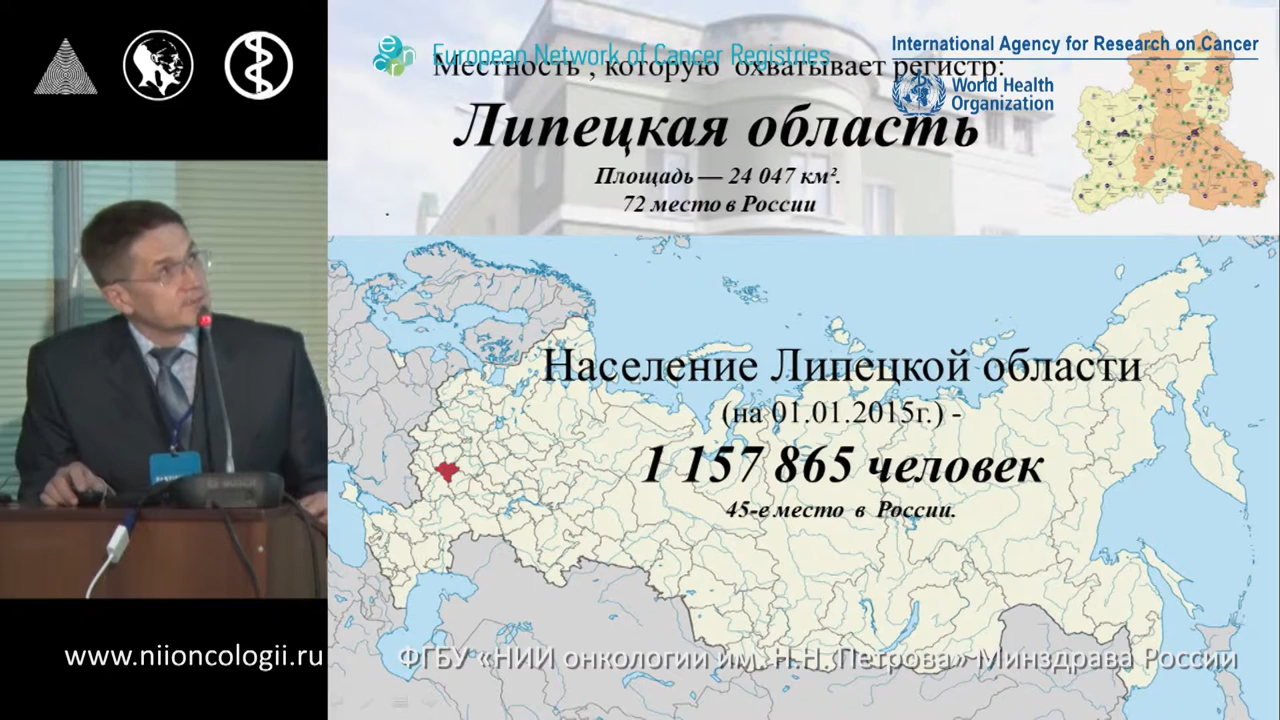 European Network of Cancer Registries
International Agency for Research on Cancer
Местность , которую охватывает регистр:
World Health
Organization
Липецкая область
Площадь — 24 047 км².
72 место в России
Население Липецкой области
(на 01.01.2015г.) -
1 157 865 человек
45-е место в России.
www.niioncologii.ru
ФГБУ «НИИ онкологии им. Н.Н. Петрова» Минздрава России